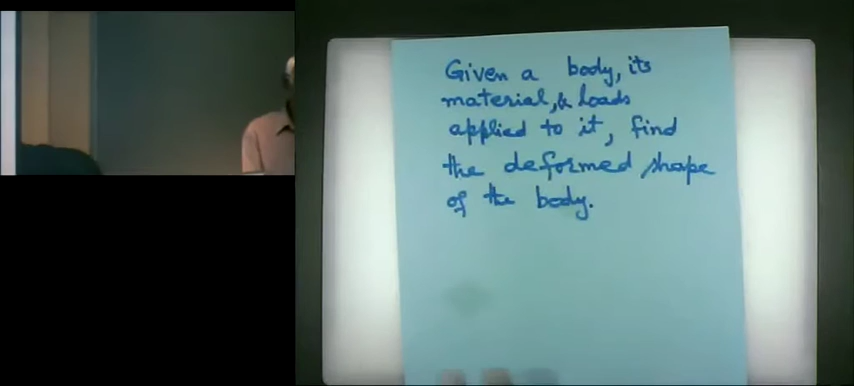 Given a body, its
material, & loads
applied to it, find
the deformed shape
of the body.